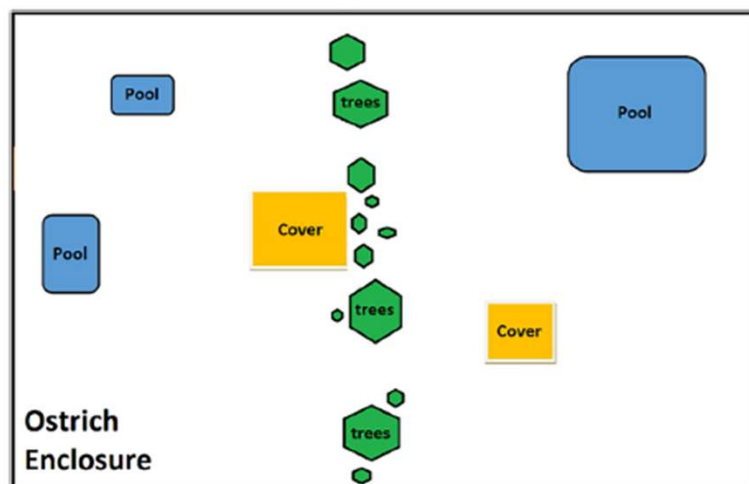 trees
Pool
Pool
Cover
Pool
trees
Cover
trees
Ostrich
Enclosure